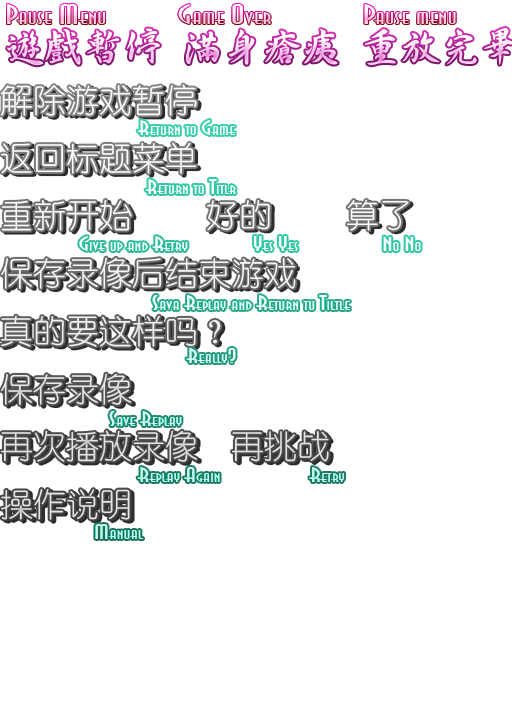 Pause Menu Game Over Pause menu
遊戲暫停 滿身瘡痍 重放完畢
解除游戏暂停
Return to Game
返回标题菜单
Return to Titlr
重新开始 好的 算了
Give up and Retry Yes Yes No No
保存录像后结束游戏
Sava Replay and Return to Tiltle
真的要这样吗？
Really?
保存录像
Save Replay
再次播放录像 再挑战
Replay Again Retry
操作说明
Manual